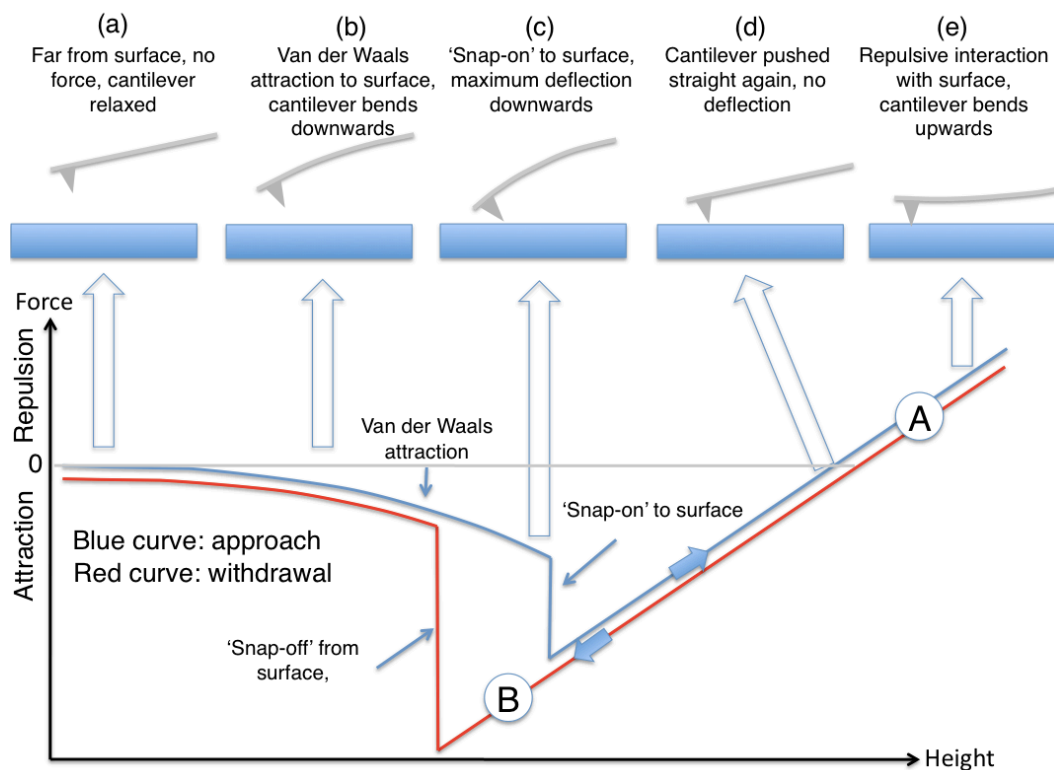 (a)
Far from surface, no
force, cantilever
relaxed
(b)
Van der Waals
attraction to surface,
cantilever bends
downwards
(c)
‘Snap-on’ to surface,
maximum deflection
downwards
(d)
Cantilever pushed
straight again, no
deflection
(e)
Repulsive interaction
with surface,
cantilever bends
upwards
Force
Repulsion
0
Attraction
Van der Waals
attraction
‘Snap-on’ to surface
A
Blue curve: approach
Red curve: withdrawal
‘Snap-off’ from
surface,
B
Height